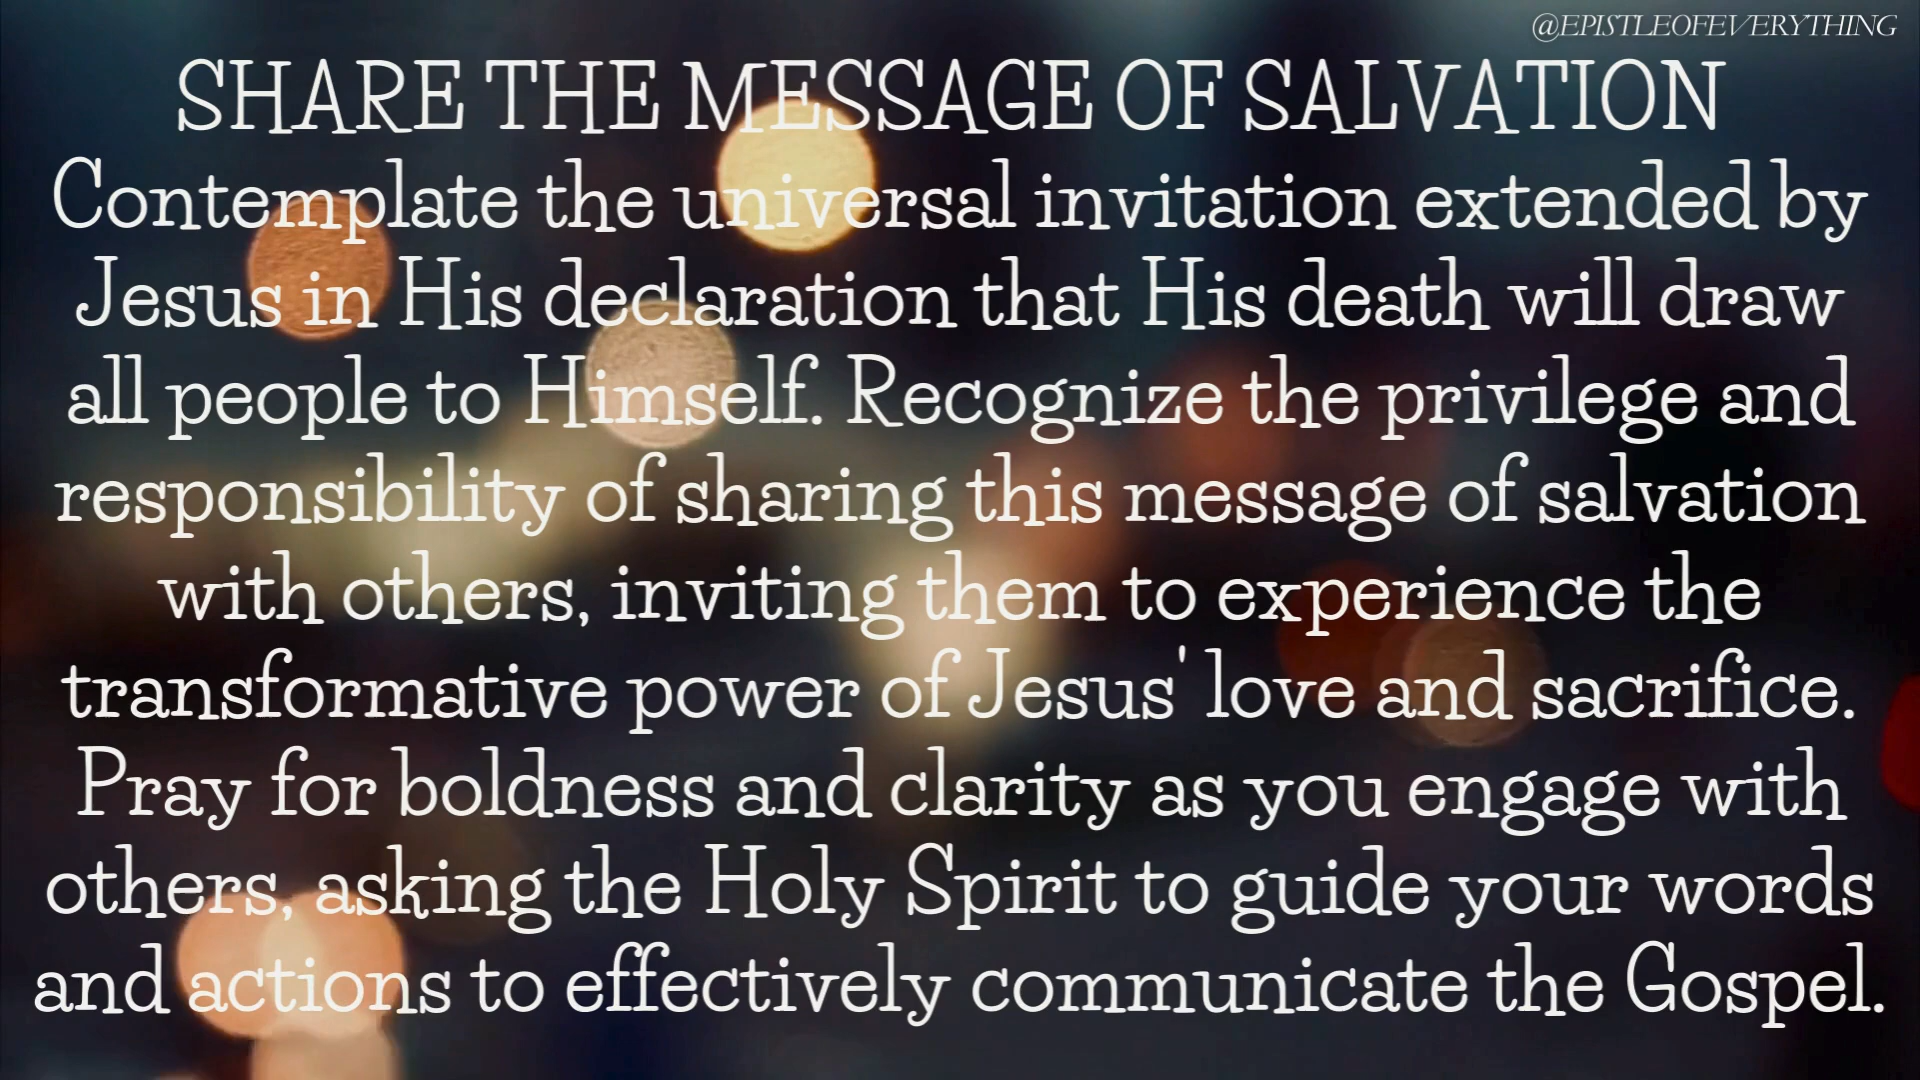 @EPISTLEOFEVERYTHING
SHARE THE MESSAGE OF SALVATION
Contemplate the universal invitation extended by
Jesus in His declaration that His death will draw
all people to Himself. Recognize the privilege and
responsibility of sharing this message of salvation
with others, inviting them to experience the
transformative power of Jesus' love and sacrifice.
Pray for boldness and clarity as you engage with
others, asking the Holy Spirit to guide your words
and actions to effectively communicate the Gospel.